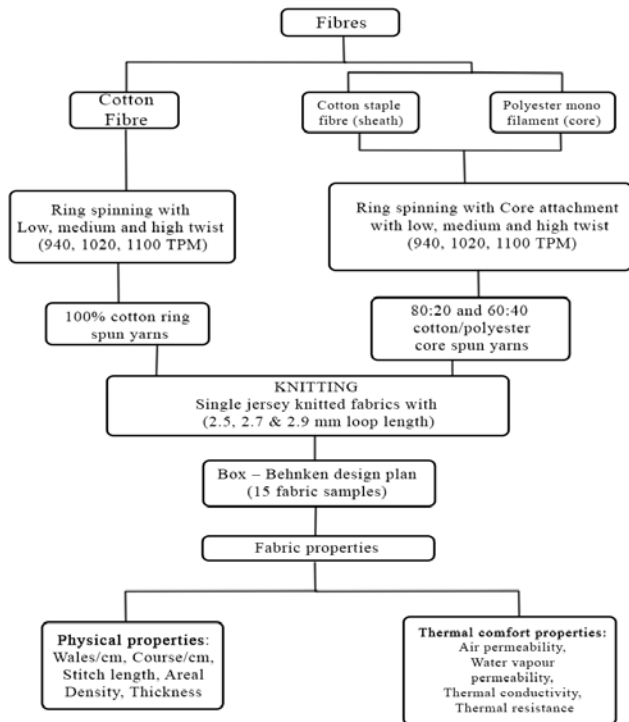 Fibres
Cotton
Fibre
Cotton staple
fibre (sheath)
Polyester mono
filament (core)
Ring spinning with
Low, medium and high twist
(940, 1020, 1100 TPM)
Ring spinning with Core attachment
with low, medium and high twist
(940, 1020, 1100 TPM)
100% cotton ring
spun yarns
80:20 and 60:40
cotton/polyester
core spun yarns
KNITTING
Single jersey knitted fabrics with
(2.5, 2.7 & 2.9 mm loop length)
Box – Behnken design plan
(15 fabric samples)
Fabric properties
Physical properties:
Wales/cm, Course/cm,
Stitch length, Areal
Density, Thickness
Thermal comfort properties:
Air permeability,
Water vapour
permeability,
Thermal conductivity,
Thermal resistance